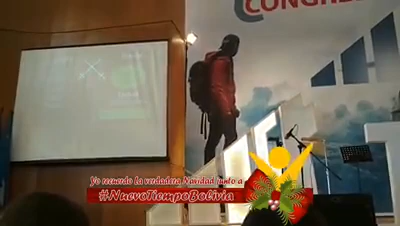 CONGRE
Yo recuerdo la verdadera Navidad junto a
#NuevoTiempoBolivia